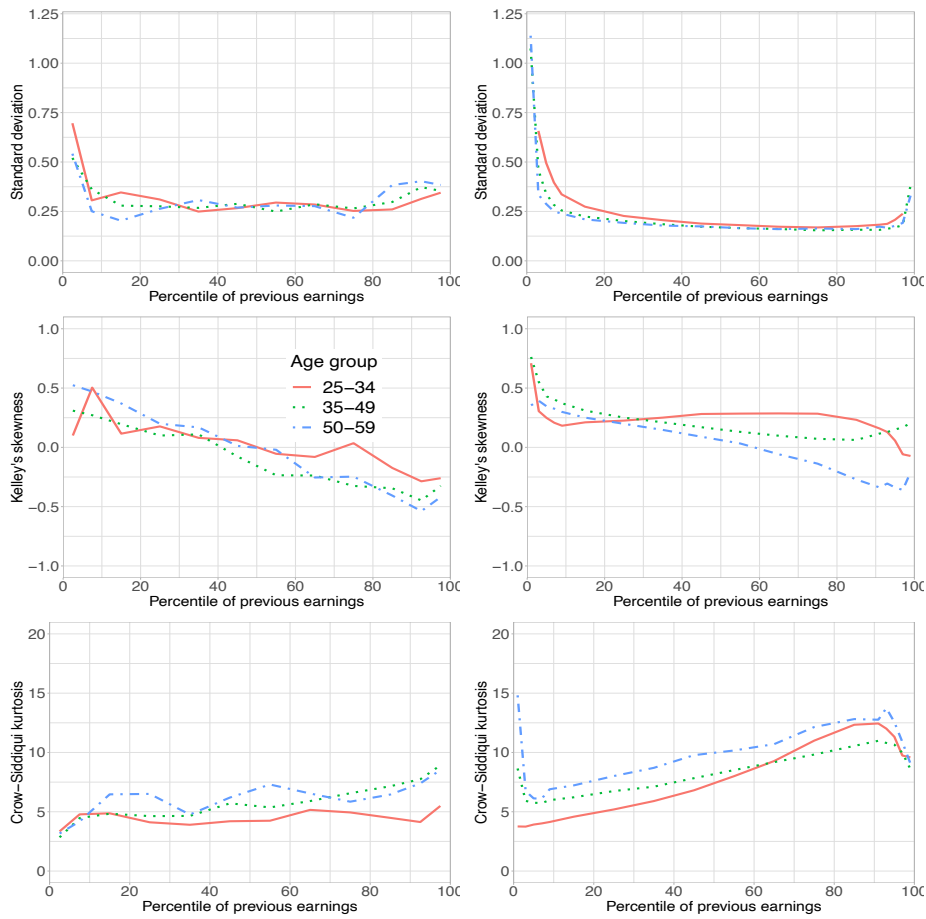 1.25
1.00
0.75
0.50
0.25
0.00
Standard deviation
0 20 40 60 80 100
Percentile of previous earnings
1.25
1.00
0.75
0.50
0.25
0.00
Standard deviation
0 20 40 60 80 100
Percentile of previous earnings
1.0
0.5
0.0
−0.5
−1.0
Kelley's skewness
Age group
25−34
35−49
50−59
0 20 40 60 80 100
Percentile of previous earnings
1.0
0.5
0.0
−0.5
−1.0
Kelley's skewness
0 20 40 60 80 100
Percentile of previous earnings
20
15
10
5
0
Crow−Siddiqui kurtosis
0 20 40 60 80 100
Percentile of previous earnings
20
15
10
5
0
Crow−Siddiqui kurtosis
0 20 40 60 80 100
Percentile of previous earnings